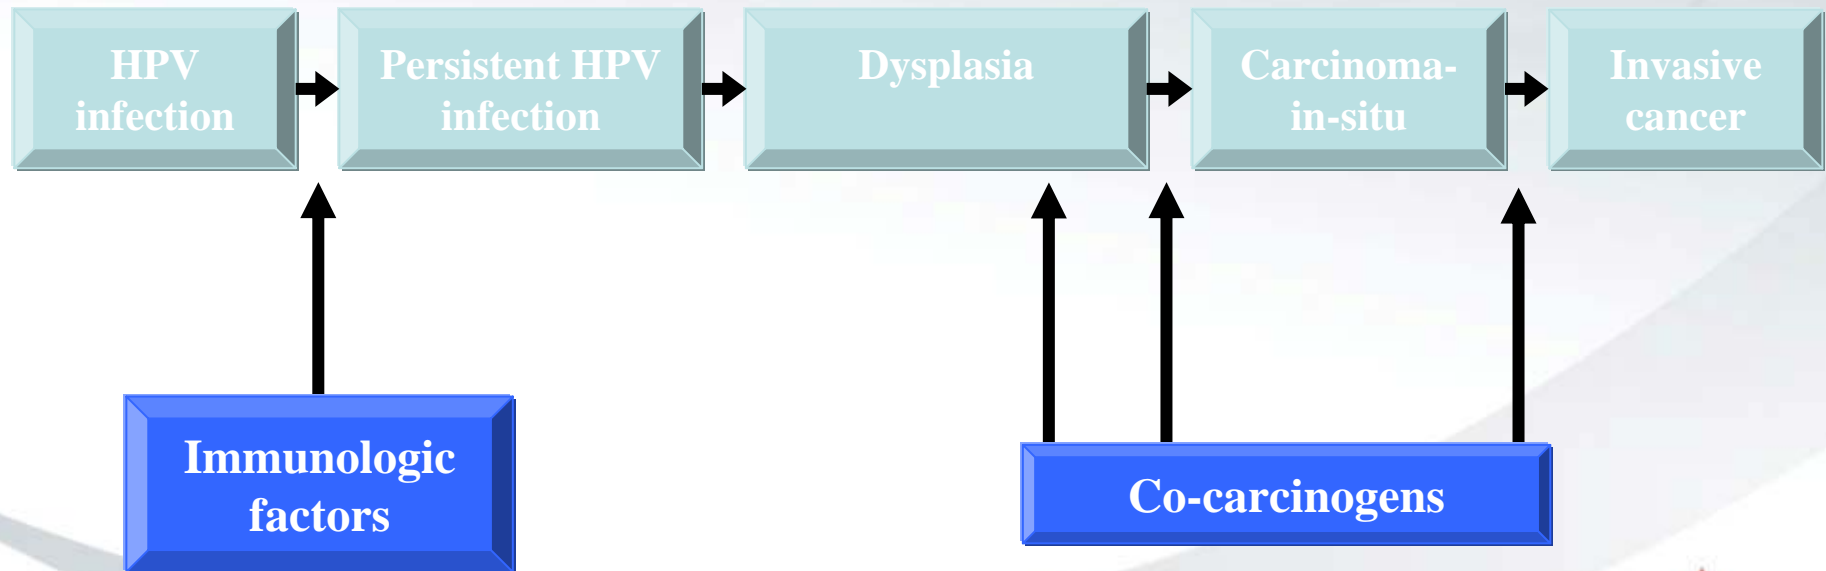 HPV
infection
Persistent HPV
infection
Dysplasia
Carcinoma-
in-situ
Invasive
cancer
Immunologic
factors
Co-carcinogens